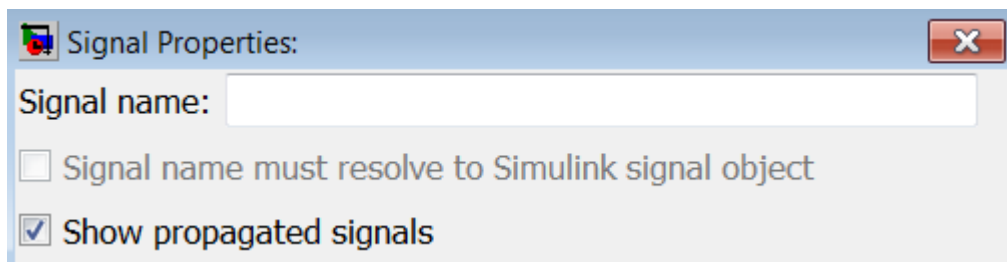 Signal Properties:
Signal name:
Signal name must resolve to Simulink signal object
Show propagated signals